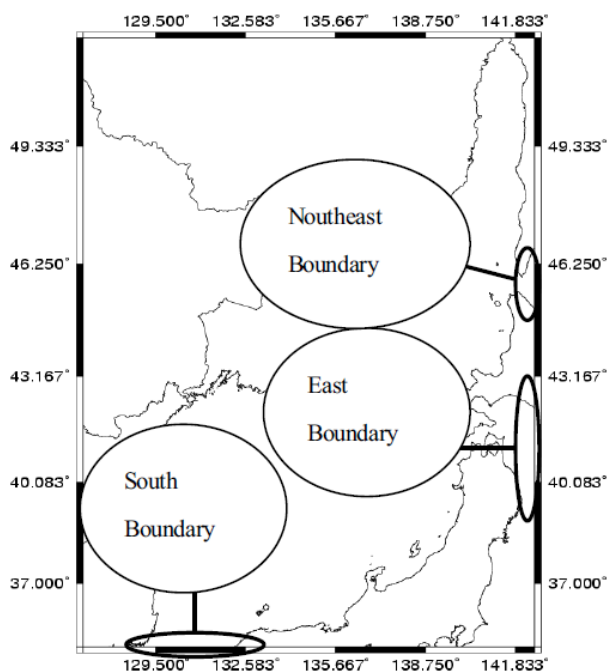 129.500° 132.583° 135.667° 138.750° 141.833°
49.333° 49.333°
Noutheast
Boundary
46.250° 46.250°
43.167° 43.167°
East
Boundary
40.083° 40.083°
South
Boundary
37.000° 37.000°
129.500° 132.583° 135.667° 138.750° 141.833°